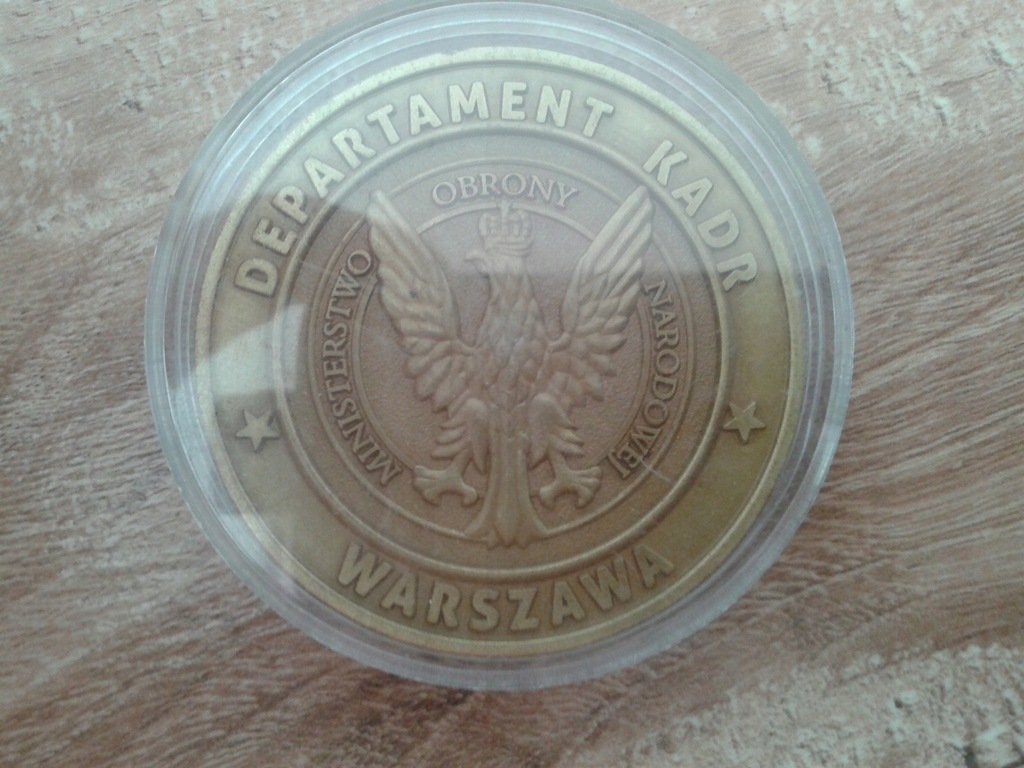 DEPARTAMENT KADR
MINISTERSTWO OBRONY NARODOWEJ
WARSZAWA